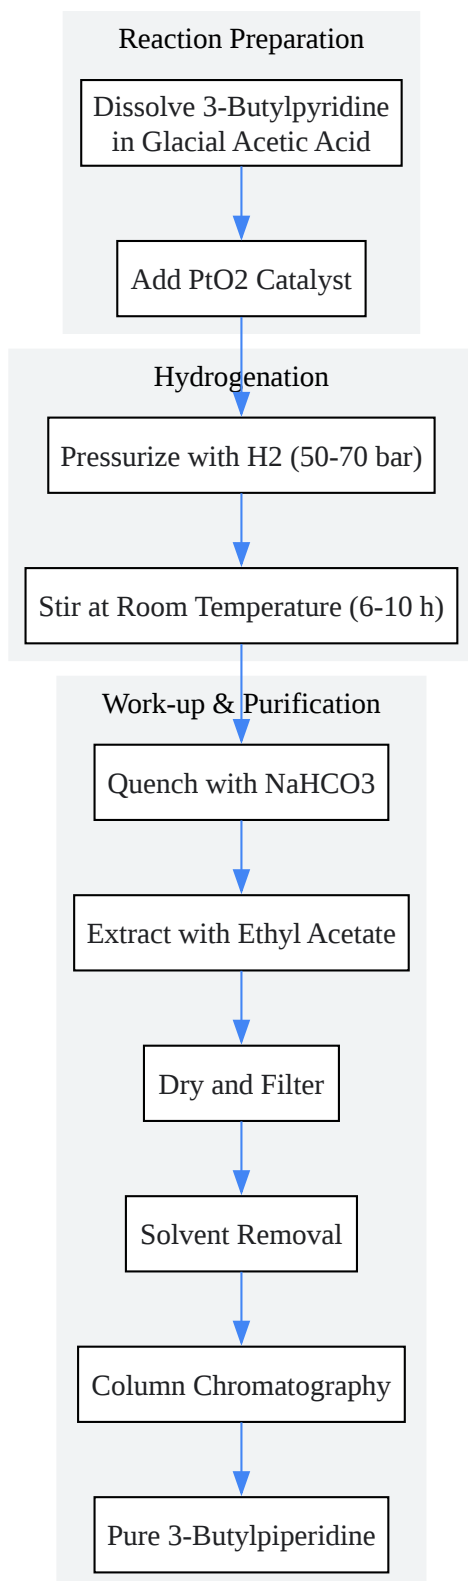 Reaction Preparation
Dissolve 3-Butylpyridine
in Glacial Acetic Acid
Add PtO2 Catalyst
Hydrogenation
Pressurize with H2 (50-70 bar)
Stir at Room Temperature (6-10 h)
Work-up & Purification
Quench with NaHCO3
Extract with Ethyl Acetate
Dry and Filter
Solvent Removal
Column Chromatography
Pure 3-Butylpiperidine